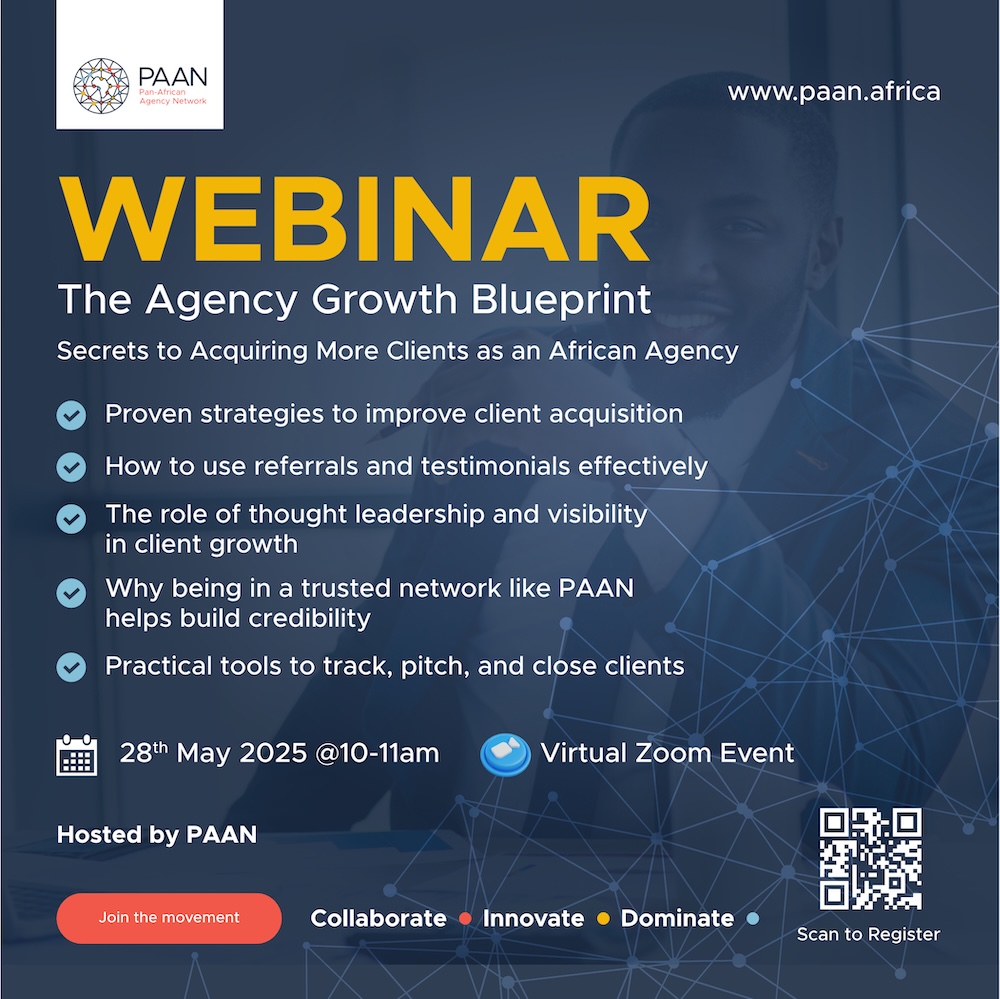 PAAN
Pan-African
Agency Network
www.paan.africa
WEBINAR
The Agency Growth Blueprint
Secrets to Acquiring More Clients as an African Agency
Proven strategies to improve client acquisition
How to use referrals and testimonials effectively
The role of thought leadership and visibility
in client growth
Why being in a trusted network like PAAN
helps build credibility
Practical tools to track, pitch, and close clients
28th May 2025 @10-11am
Virtual Zoom Event
Hosted by PAAN
Join the movement
Collaborate ● Innovate ● Dominate ●
Scan to Register